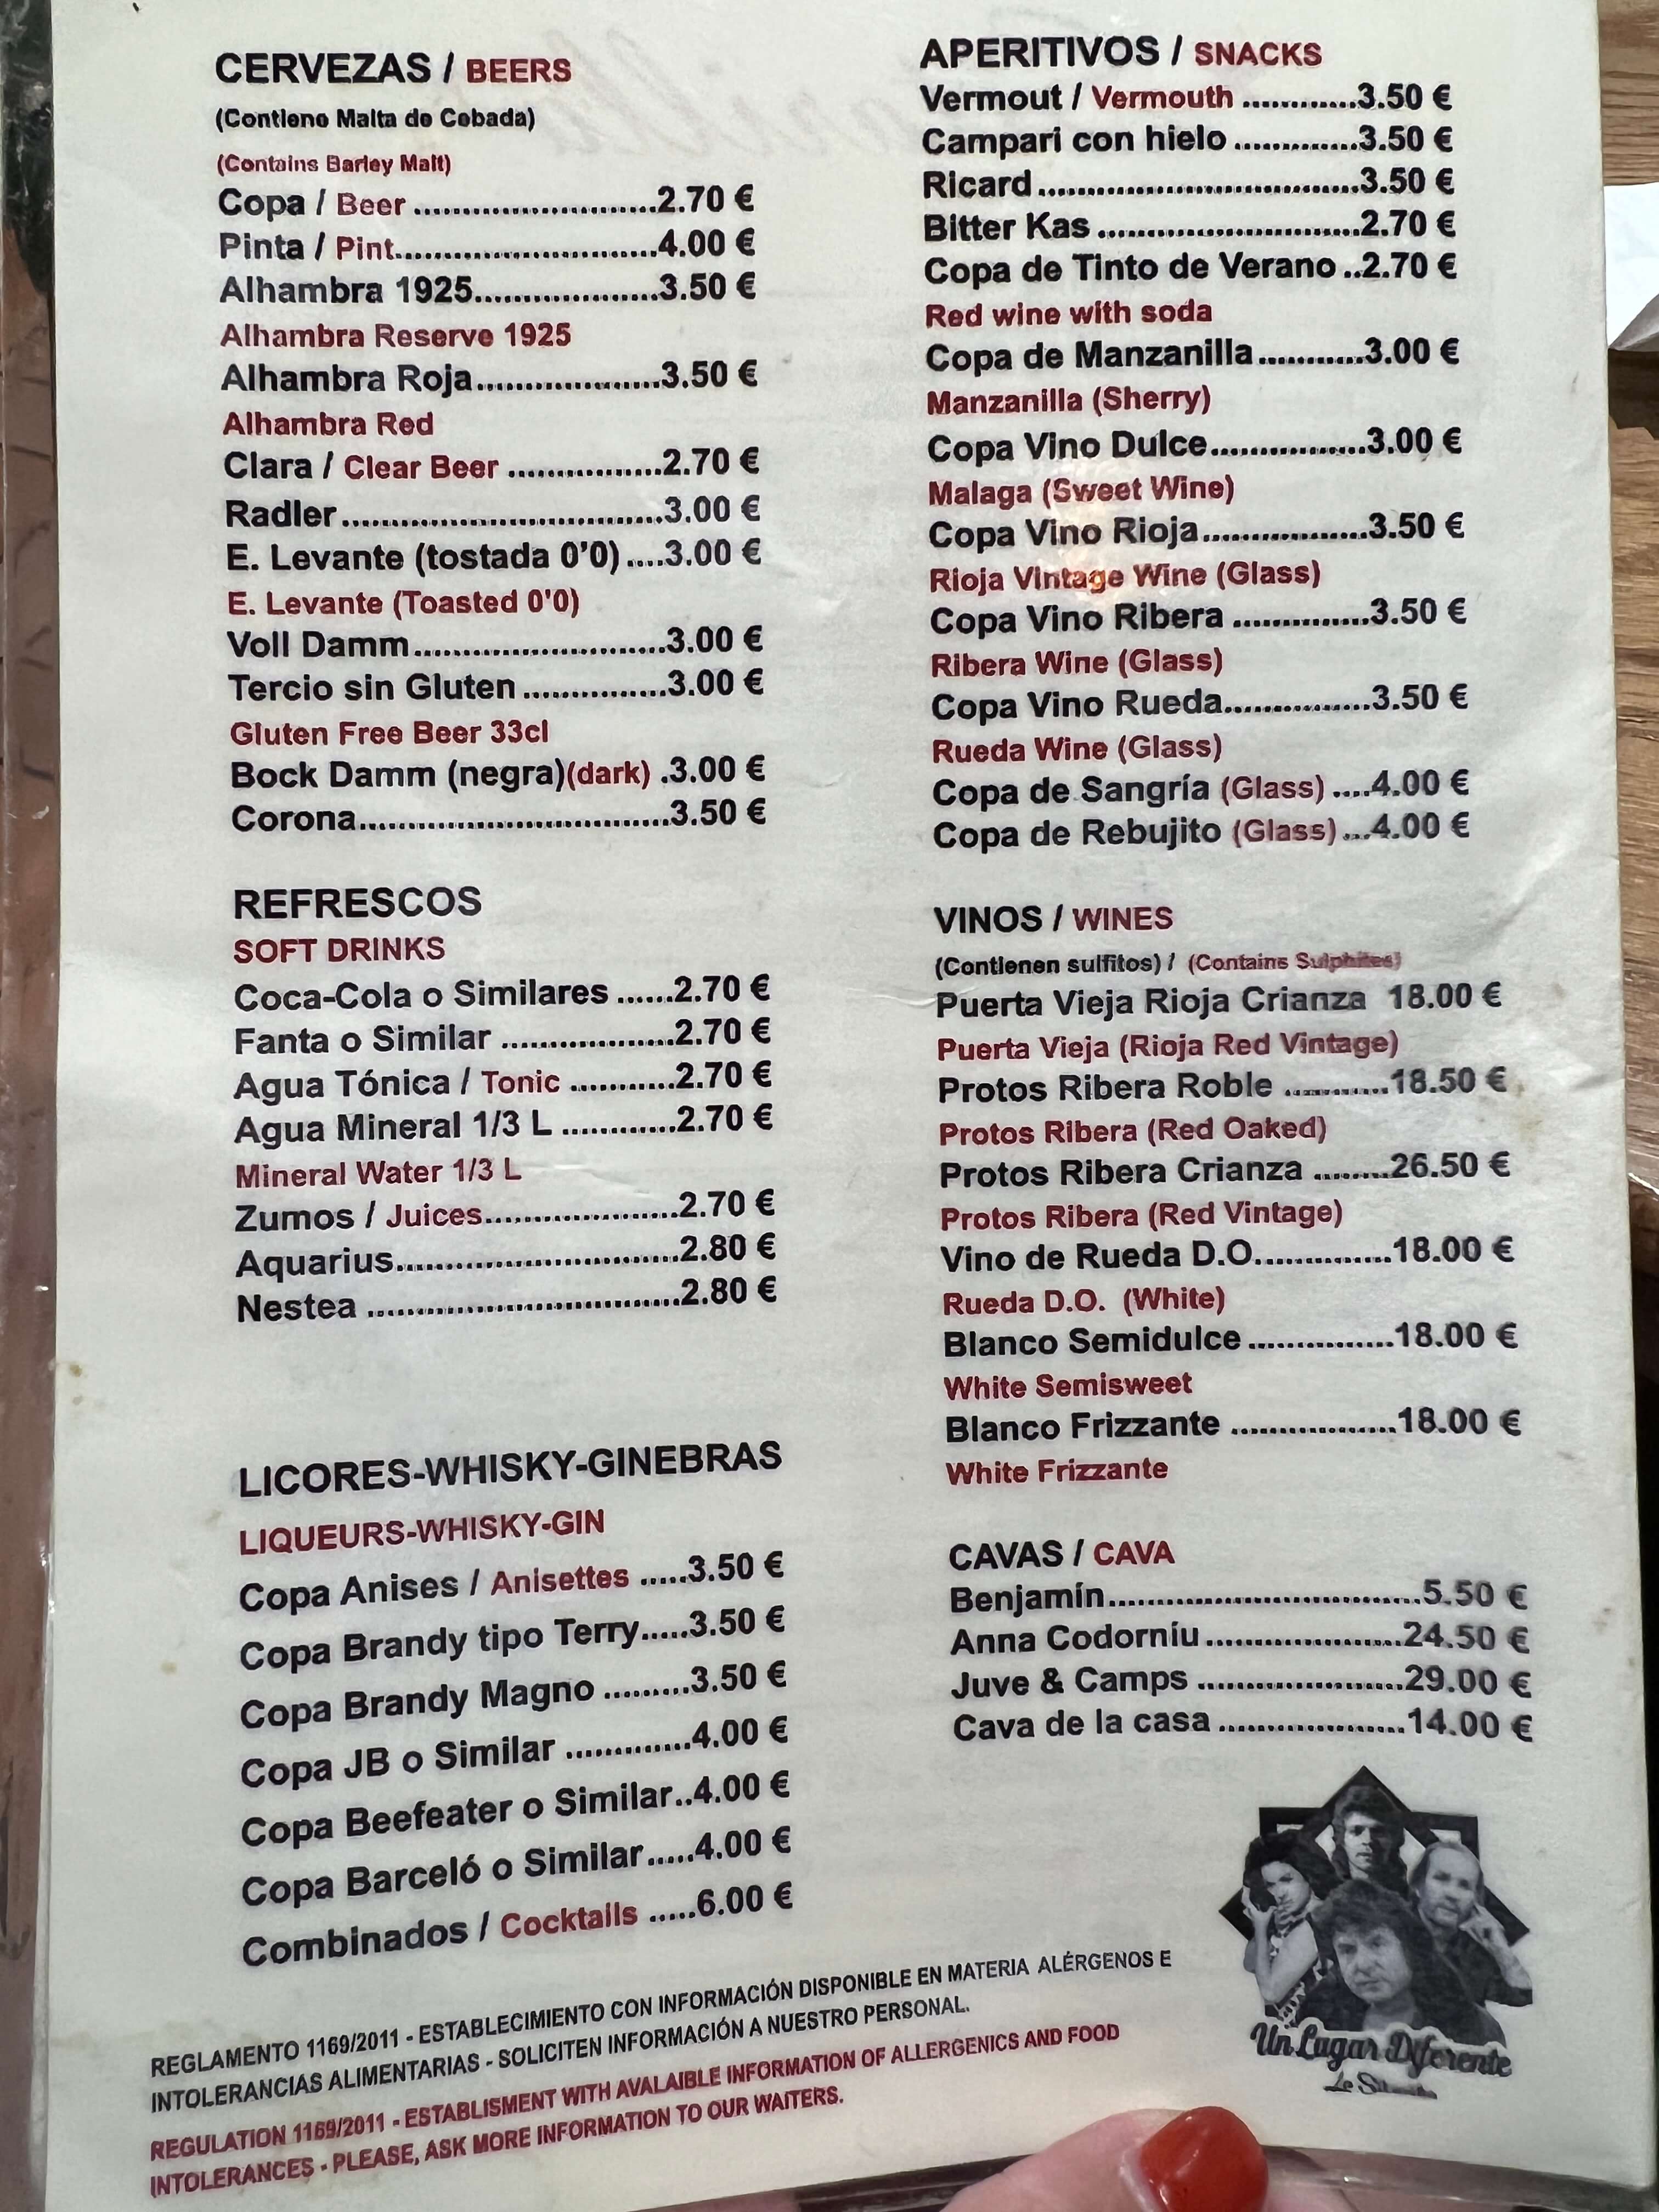 CERVEZAS / BEERS
(Contiene Malta de Cebada)
(Contains Barley Malt)
Copa / Beer ..............................2.70 €
Pinta / Pint................................4.00 €
Alhambra 1925.......................3.50 €
Alhambra Reserve 1925
Alhambra Roja.......................3.50 €
Alhambra Red
Clara / Clear Beer ...................2.70 €
Radler.......................................3.00 €
E. Levante (tostada 0'0) ....3.00 €
E. Levante (Toasted 0'0)
Voll Damm...............................3.00 €
Tercio sin Gluten ..................3.00 €
Gluten Free Beer 33cl
Bock Damm (negra)(dark) .3.00 €
Corona......................................3.50 €
REFRESCOS
SOFT DRINKS
Coca-Cola o Similares ......2.70 €
Fanta o Similar .....................2.70 €
Agua Tónica / Tonic .............2.70 €
Agua Mineral 1/3 L ..............2.70 €
Mineral Water 1/3 L
Zumos / Juices.......................2.70 €
Aquarius..................................2.80 €
Nestea ......................................2.80 €
LICORES-WHISKY-GINEBRAS
LIQUEURS-WHISKY-GIN
Copa Anises / Anisettes .....3.50 €
Copa Brandy tipo Terry.....3.50 €
Copa Brandy Magno .........3.50 €
Copa JB o Similar .............4.00 €
Copa Beefeater o Similar..4.00 €
Copa Barceló o Similar.....4.00 €
Combinados / Cocktails .....6.00 €
APERITIVOS / SNACKS
Vermout / Vermouth .............3.50 €
Campari con hielo ..............3.50 €
Ricard.......................................3.50 €
Bitter Kas ................................2.70 €
Copa de Tinto de Verano ..2.70 €
Red wine with soda
Copa de Manzanilla............3.00 €
Manzanilla (Sherry)
Copa Vino Dulce..................3.00 €
Malaga (Sweet Wine)
Copa Vino Rioja...................3.50 €
Rioja Vintage Wine (Glass)
Copa Vino Ribera ................3.50 €
Ribera Wine (Glass)
Copa Vino Rueda.................3.50 €
Rueda Wine (Glass)
Copa de Sangría (Glass) ....4.00 €
Copa de Rebujito (Glass) ...4.00 €
VINOS / WINES
(Contienen sulfitos) / (Contains Sulphites)
Puerta Vieja Rioja Crianza 18.00 €
Puerta Vieja (Rioja Red Vintage)
Protos Ribera Roble ............18.50 €
Protos Ribera (Red Oaked)
Protos Ribera Crianza ........26.50 €
Protos Ribera (Red Vintage)
Vino de Rueda D.O................18.00 €
Rueda D.O. (White)
Blanco Semidulce .................18.00 €
White Semisweet
Blanco Frizzante ...................18.00 €
White Frizzante
CAVAS / CAVA
Benjamín......................................5.50 €
Anna Codorníu........................24.50 €
Juve & Camps .........................29.00 €
Cava de la casa .......................14.00 €
Un Lugar Diferente
REGLAMENTO 1169/2011 - ESTABLECIMIENTO CON INFORMACIÓN DISPONIBLE EN MATERIA ALÉRGENOS E
INTOLERANCIAS ALIMENTARIAS - SOLICITEN INFORMACIÓN A NUESTRO PERSONAL.
REGULATION 1169/2011 - ESTABLISMENT WITH AVALAIBLE INFORMATION OF ALLERGENICS AND FOOD
INTOLERANCES - PLEASE, ASK MORE INFORMATION TO OUR WAITERS.